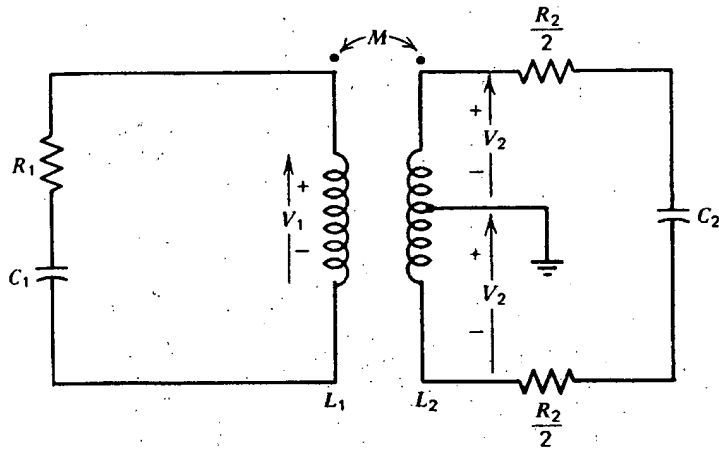 M
R₂
2
R₁
+
V₁
−
C₁
+
V₂
−
+
V₂
−
C₂
L₁
L₂
R₂
2